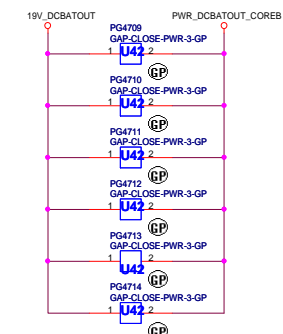 19V_DCBATOUT PWR_DCBATOUT_COREB
PG4709
GAP-CLOSE-PWR-3-GP
1 U42 2
GP
PG4710
GAP-CLOSE-PWR-3-GP
1 U42 2
GP
PG4711
GAP-CLOSE-PWR-3-GP
1 U42 2
GP
PG4712
GAP-CLOSE-PWR-3-GP
1 U42 2
GP
PG4713
GAP-CLOSE-PWR-3-GP
1 2
U42
GP
PG4714
GAP-CLOSE-PWR-3-GP
1 U42 2
GP